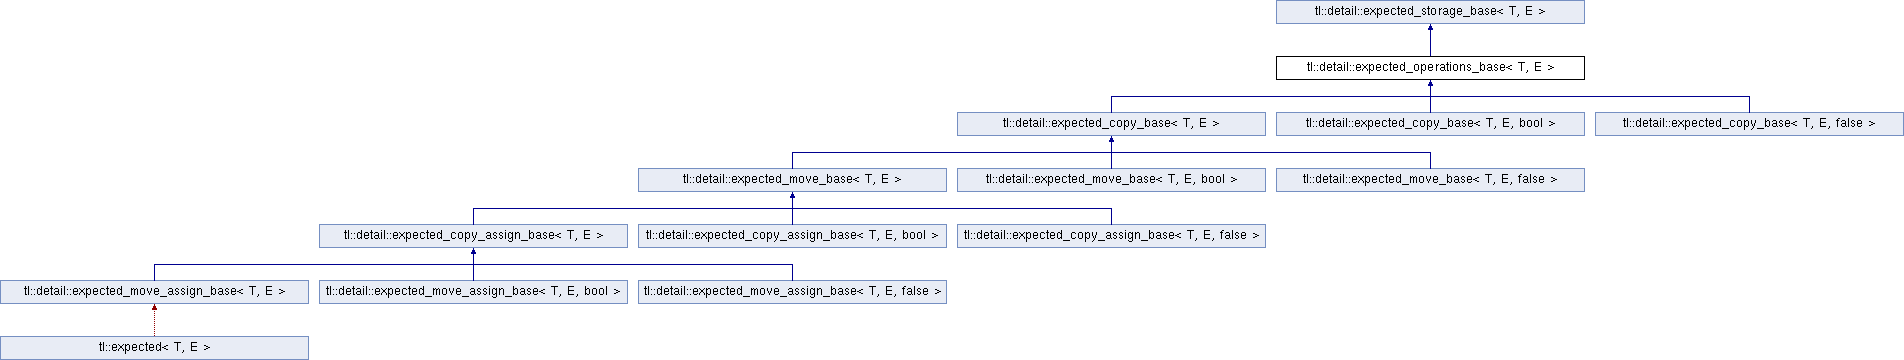 tl::detail::expected_storage_base< T, E >
tl::detail::expected_operations_base< T, E >
tl::detail::expected_copy_base< T, E >
tl::detail::expected_copy_base< T, E, bool >
tl::detail::expected_copy_base< T, E, false >
tl::detail::expected_move_base< T, E >
tl::detail::expected_move_base< T, E, bool >
tl::detail::expected_move_base< T, E, false >
tl::detail::expected_copy_assign_base< T, E >
tl::detail::expected_copy_assign_base< T, E, bool >
tl::detail::expected_copy_assign_base< T, E, false >
tl::detail::expected_move_assign_base< T, E >
tl::detail::expected_move_assign_base< T, E, bool >
tl::detail::expected_move_assign_base< T, E, false >
tl::expected< T, E >